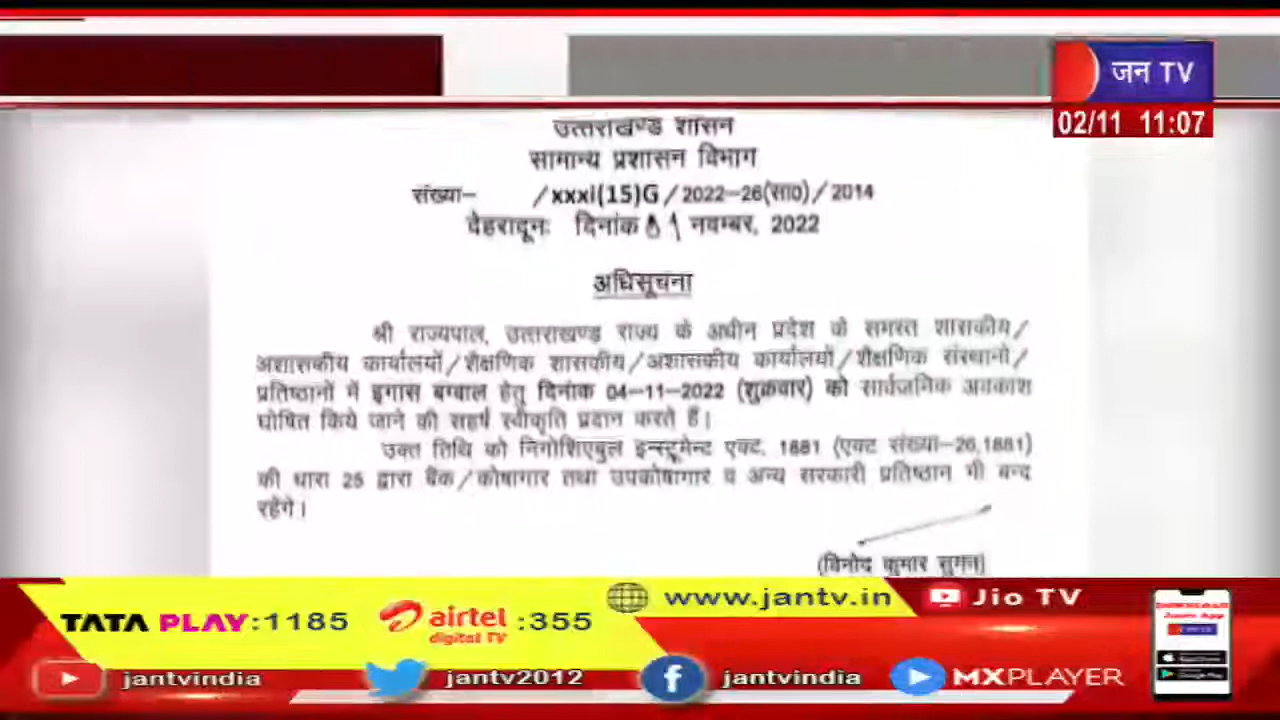 जन TV
02/11 11:07
उत्तराखण्ड शासन
सामान्य प्रशासन विभाग
संख्या- /xxxi(15)G/2022-26(सा0)/2014
देहरादूनः दिनांक 01 नवम्बर, 2022
अधिसूचना
श्री राज्यपाल, उत्तराखण्ड राज्य के अधीन प्रदेश के समस्त शासकीय/
अशासकीय कार्यालयों/शैक्षणिक शासकीय/अशासकीय कार्यालयों/शैक्षणिक संस्थानों/
प्रतिष्ठानों में इगास बग्वाल हेतु दिनांक 04-11-2022 (शुक्रवार) को सार्वजनिक अवकाश
घोषित किये जाने की सहर्ष स्वीकृति प्रदान करते हैं।
उक्त तिथि को निगोशिएबुल इन्स्ट्रूमेन्ट एक्ट, 1881 (एक्ट संख्या-26,1881)
की धारा 25 द्वारा बैंक/कोषागार तथा उपकोषागार व अन्य सरकारी प्रतिष्ठान भी बन्द
रहेंगे।
(विनोद कुमार सुमन)
TATA PLAY:1185
airtel digital TV :355
www.jantv.in
Jio TV
DOWNLOAD
jantvindia
jantv2012
jantvindia
MXPLAYER